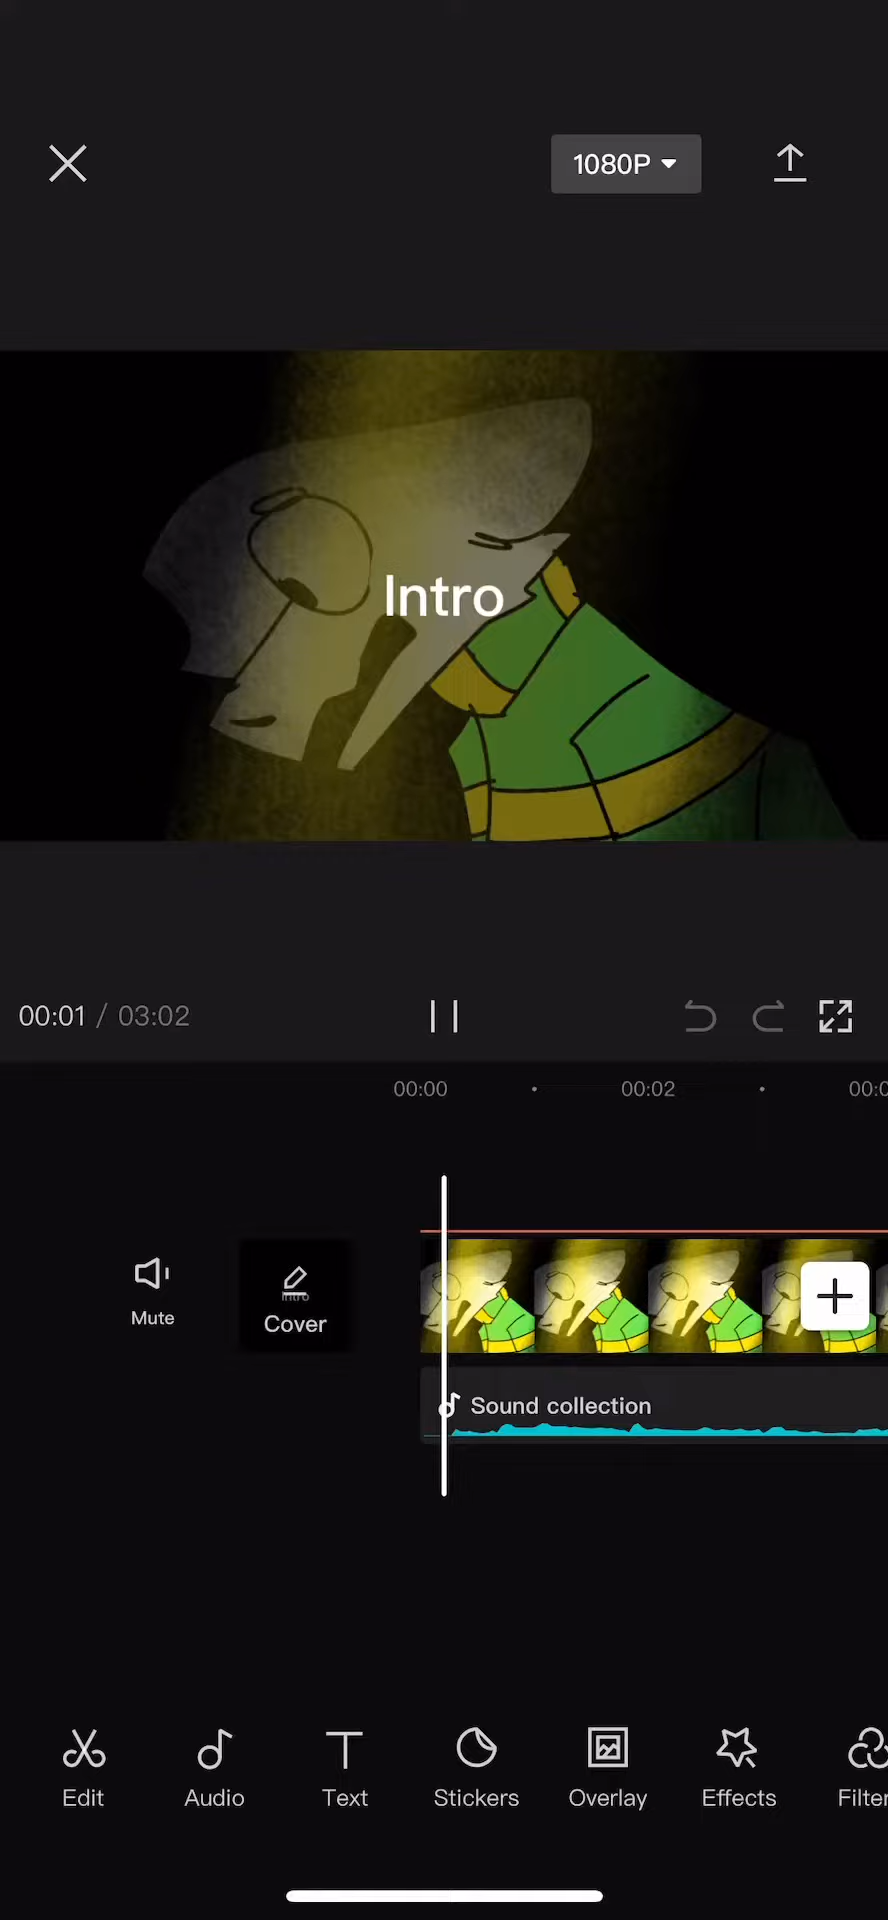 1080P
Intro
00:01 / 03:02
00:00 00:02 00:0
Mute
Intro
Cover
Sound collection
Edit Audio Text Stickers Overlay Effects Filter